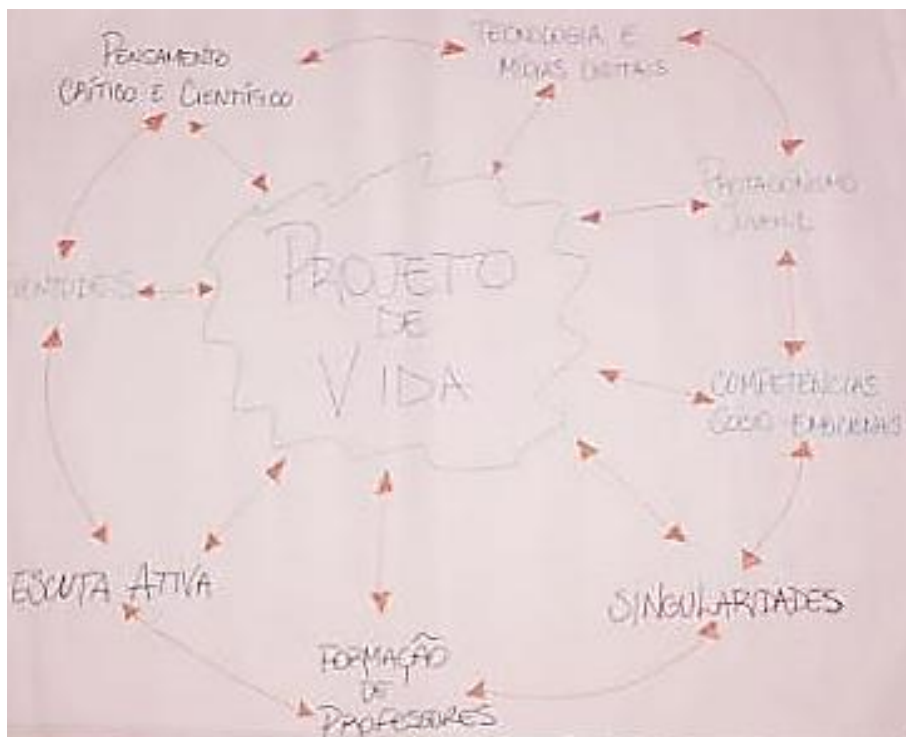 PENSAMENTO
CRÍTICO E CIENTÍFICO
TECNOLOGIA E
MÍDIAS DIGITAIS
PROTAGONISMO
JUVENIL
PROJETO
DE
VIDA
COMPETÊNCIAS
SÓCIO EMOCIONAIS
ESCUTA ATIVA
SINGULARIDADES
FORMAÇÃO
DE
PROFESSORES